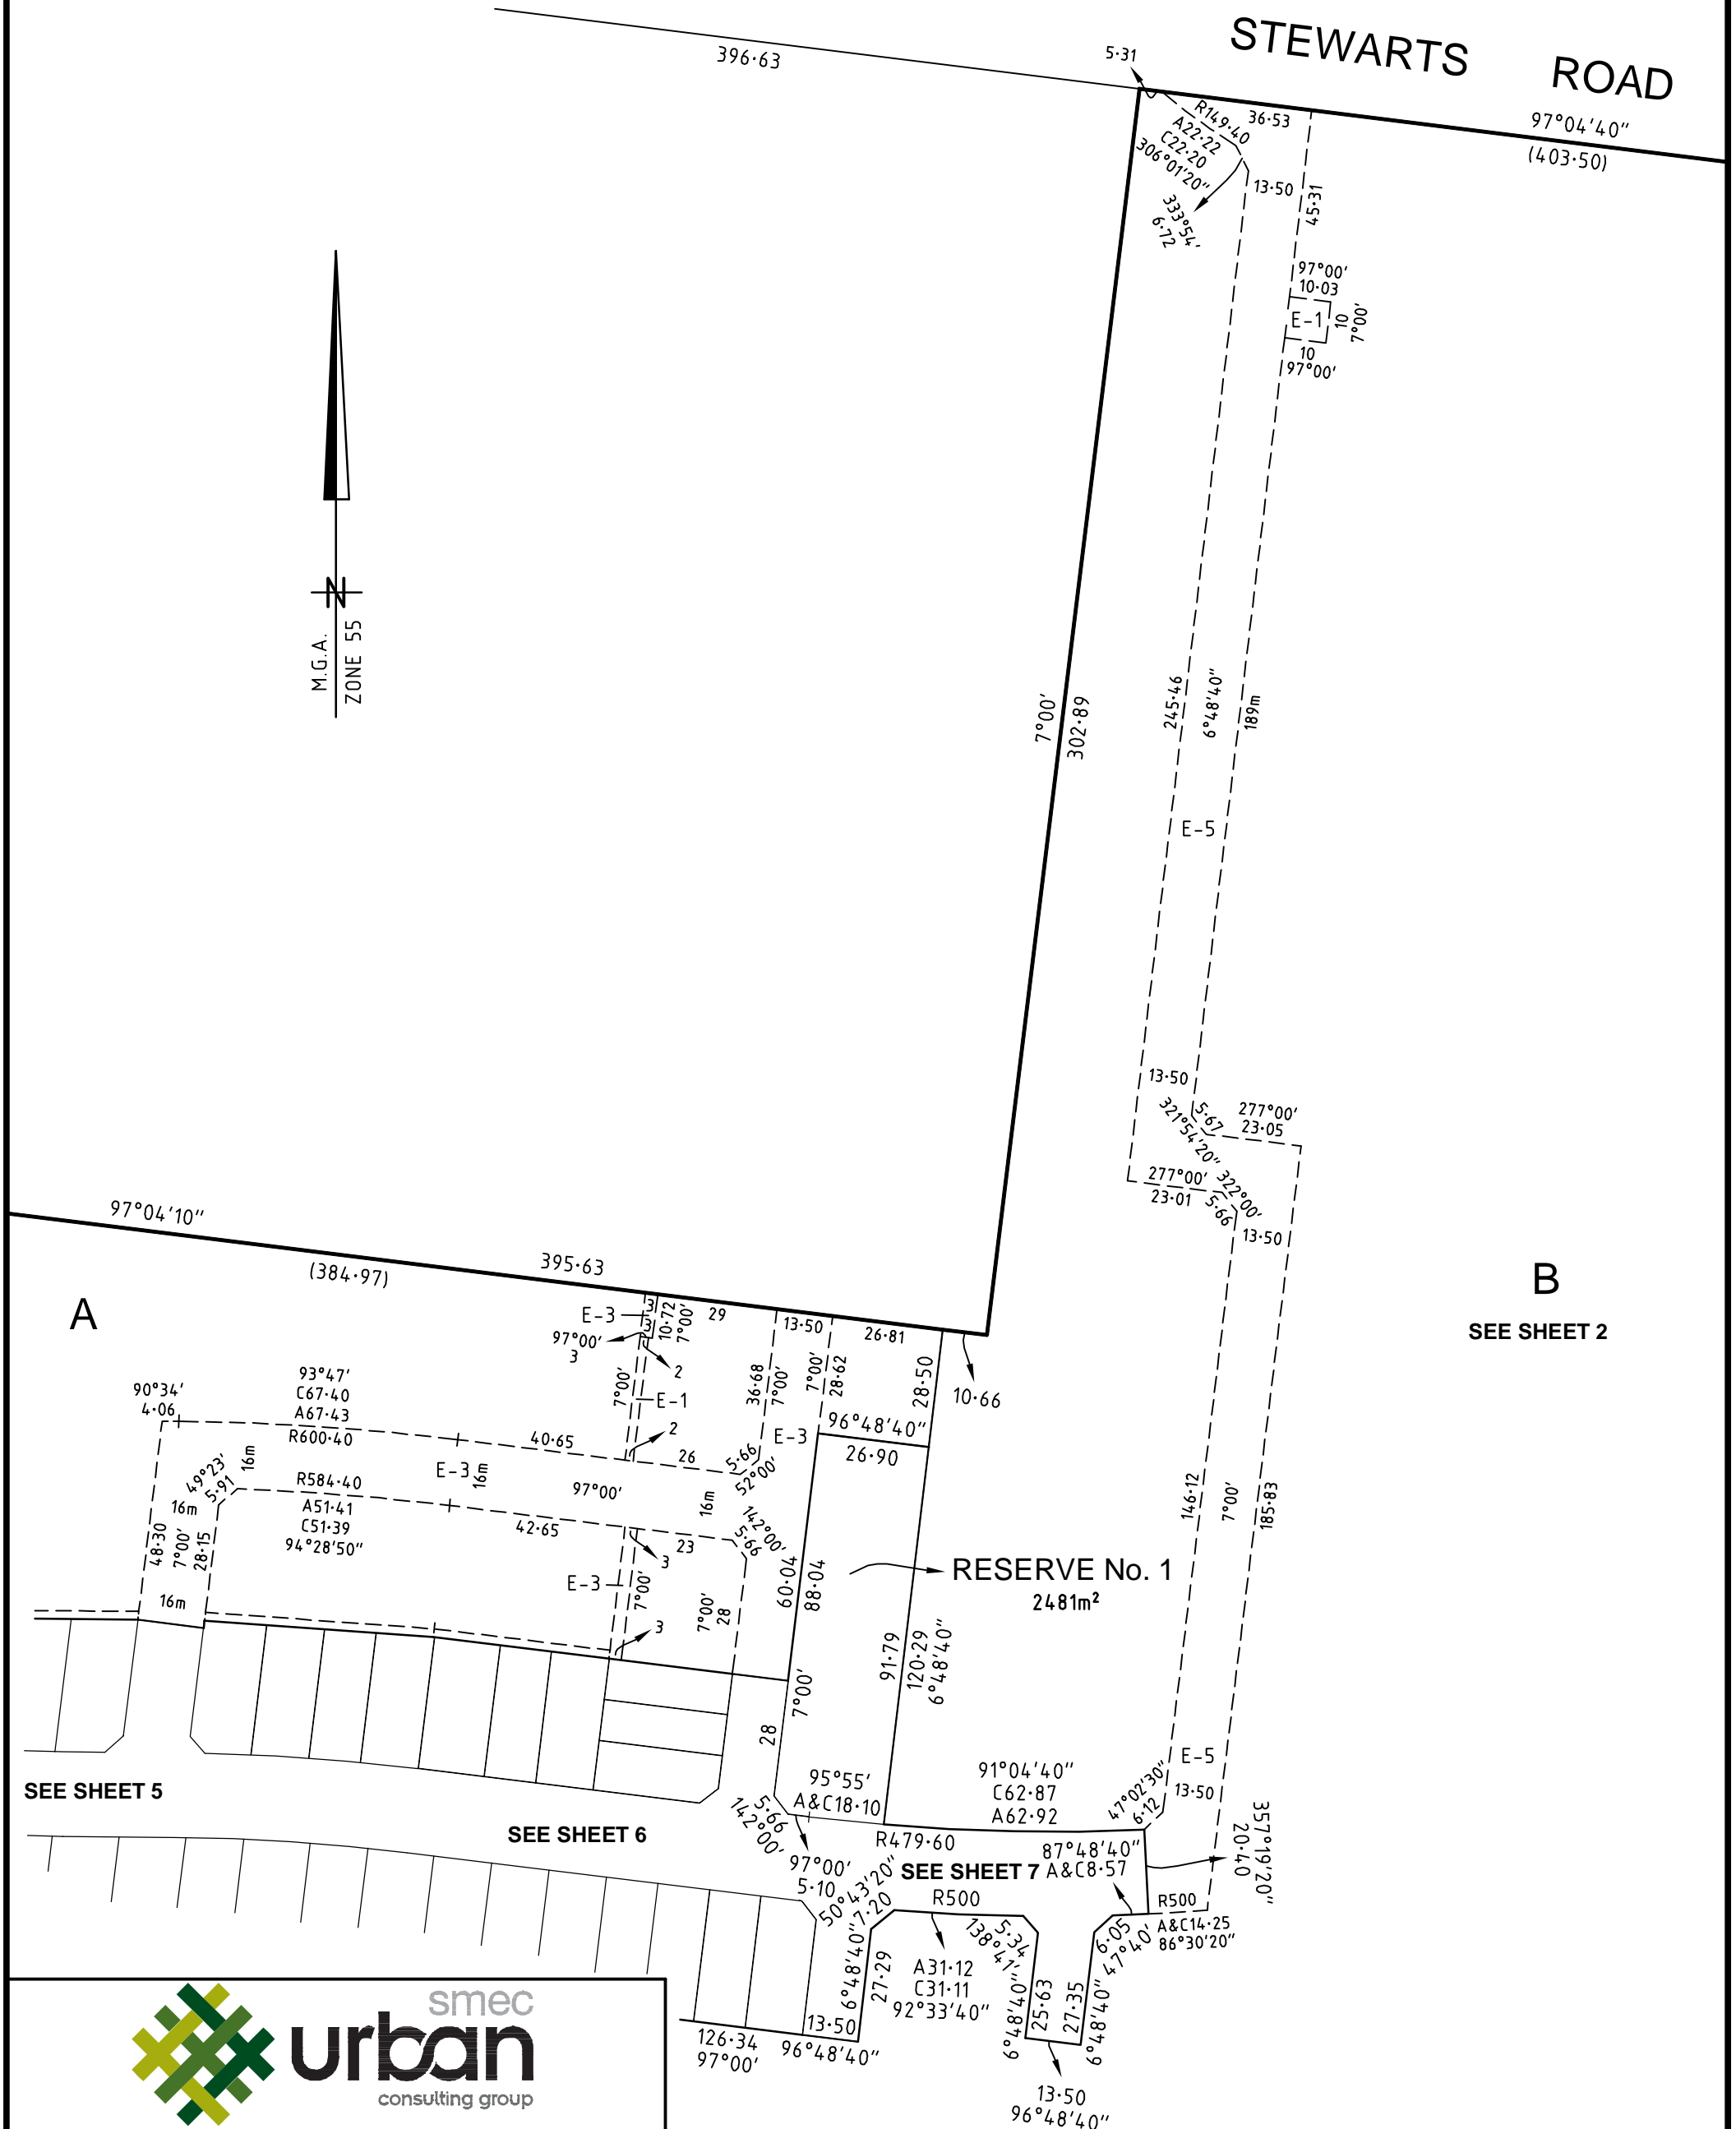 STEWARTS ROAD
396·63
5·31
R149·40
A22·22
C22·20
306°01'20"
36·53
97°04'40"
(403·50)
13·50
333°54'
6·72
45·31
97°00'
10·03
E-1
10
7°00'
10
97°00'
N
M.G.A.
ZONE 55
7°00'
302·89
245·46
6°48'40"
189m
E-5
13·50
5·67
321°54'20"
277°00'
23·05
277°00'
23·01
322°00'
5·66
13·50
97°04'10"
395·63
(384·97)
A
B
SEE SHEET 2
E-3
3
3
10·72
7°00'
29
13·50
26·81
97°00'
3
2
7°00'
E-1
2
36·68
7°00'
7°00'
28·62
28·50
10·66
93°47'
C67·40
A67·43
R600·40
90°34'
4·06
40·65
26
5·66
52°00'
E-3
96°48'40"
26·90
49°23'
5·91
16m
16m
R584·40
A51·41
C51·39
94°28'50"
E-3
16m
97°00'
16m
42·65
23
142°00'
5·66
48·30
7°00'
28·15
16m
3
E-3
7°00'
3
7°00'
28
60·04
88·04
RESERVE No. 1
2481m²
91·79
120·29
6°48'40"
146·12
7°00'
185·83
7°00'
28
SEE SHEET 5
SEE SHEET 6
95°55'
A&C18·10
5·66
142°00'
97°00'
5·10
91°04'40"
C62·87
A62·92
R479·60
47°02'30"
6·12
E-5
13·50
357°19'20"
20·40
SEE SHEET 7
87°48'40"
A&C8·57
50°43'20"
7·20
R500
R500
A&C14·25
86°30'20"
6°48'40"
27·29
A31·12
C31·11
92°33'40"
5·34
138°41'
6·05
47°40'
6°48'40"
25·63
27·35
6°48'40"
13·50
96°48'40"
126·34
97°00'
13·50
96°48'40"
smec
urban
consulting group